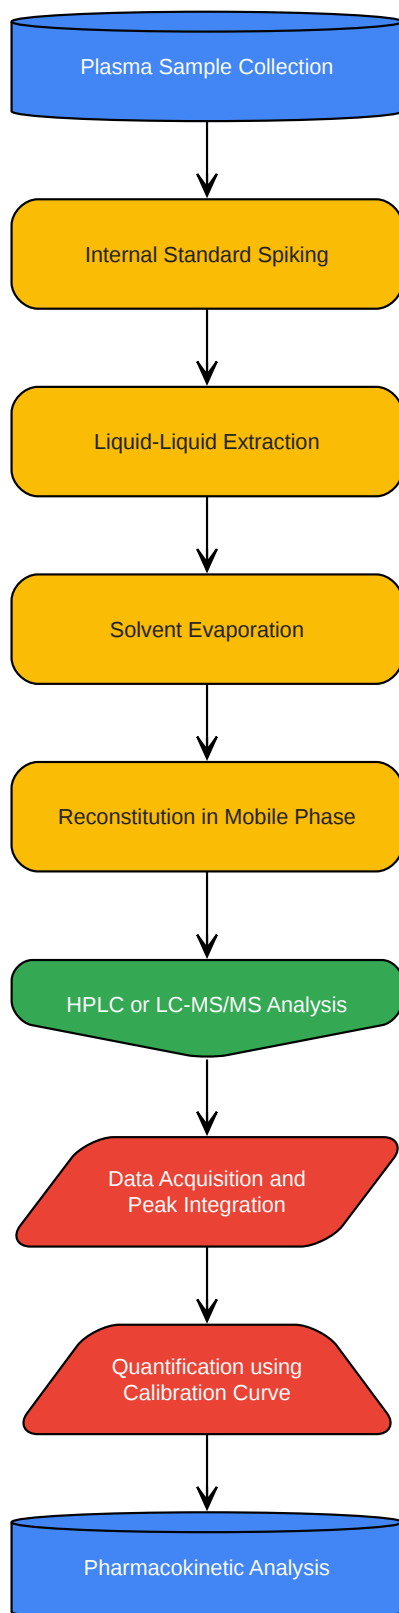 Plasma Sample Collection
Internal Standard Spiking
Liquid-Liquid Extraction
Solvent Evaporation
Reconstitution in Mobile Phase
HPLC or LC-MS/MS Analysis
Data Acquisition and
Peak Integration
Quantification using
Calibration Curve
Pharmacokinetic Analysis